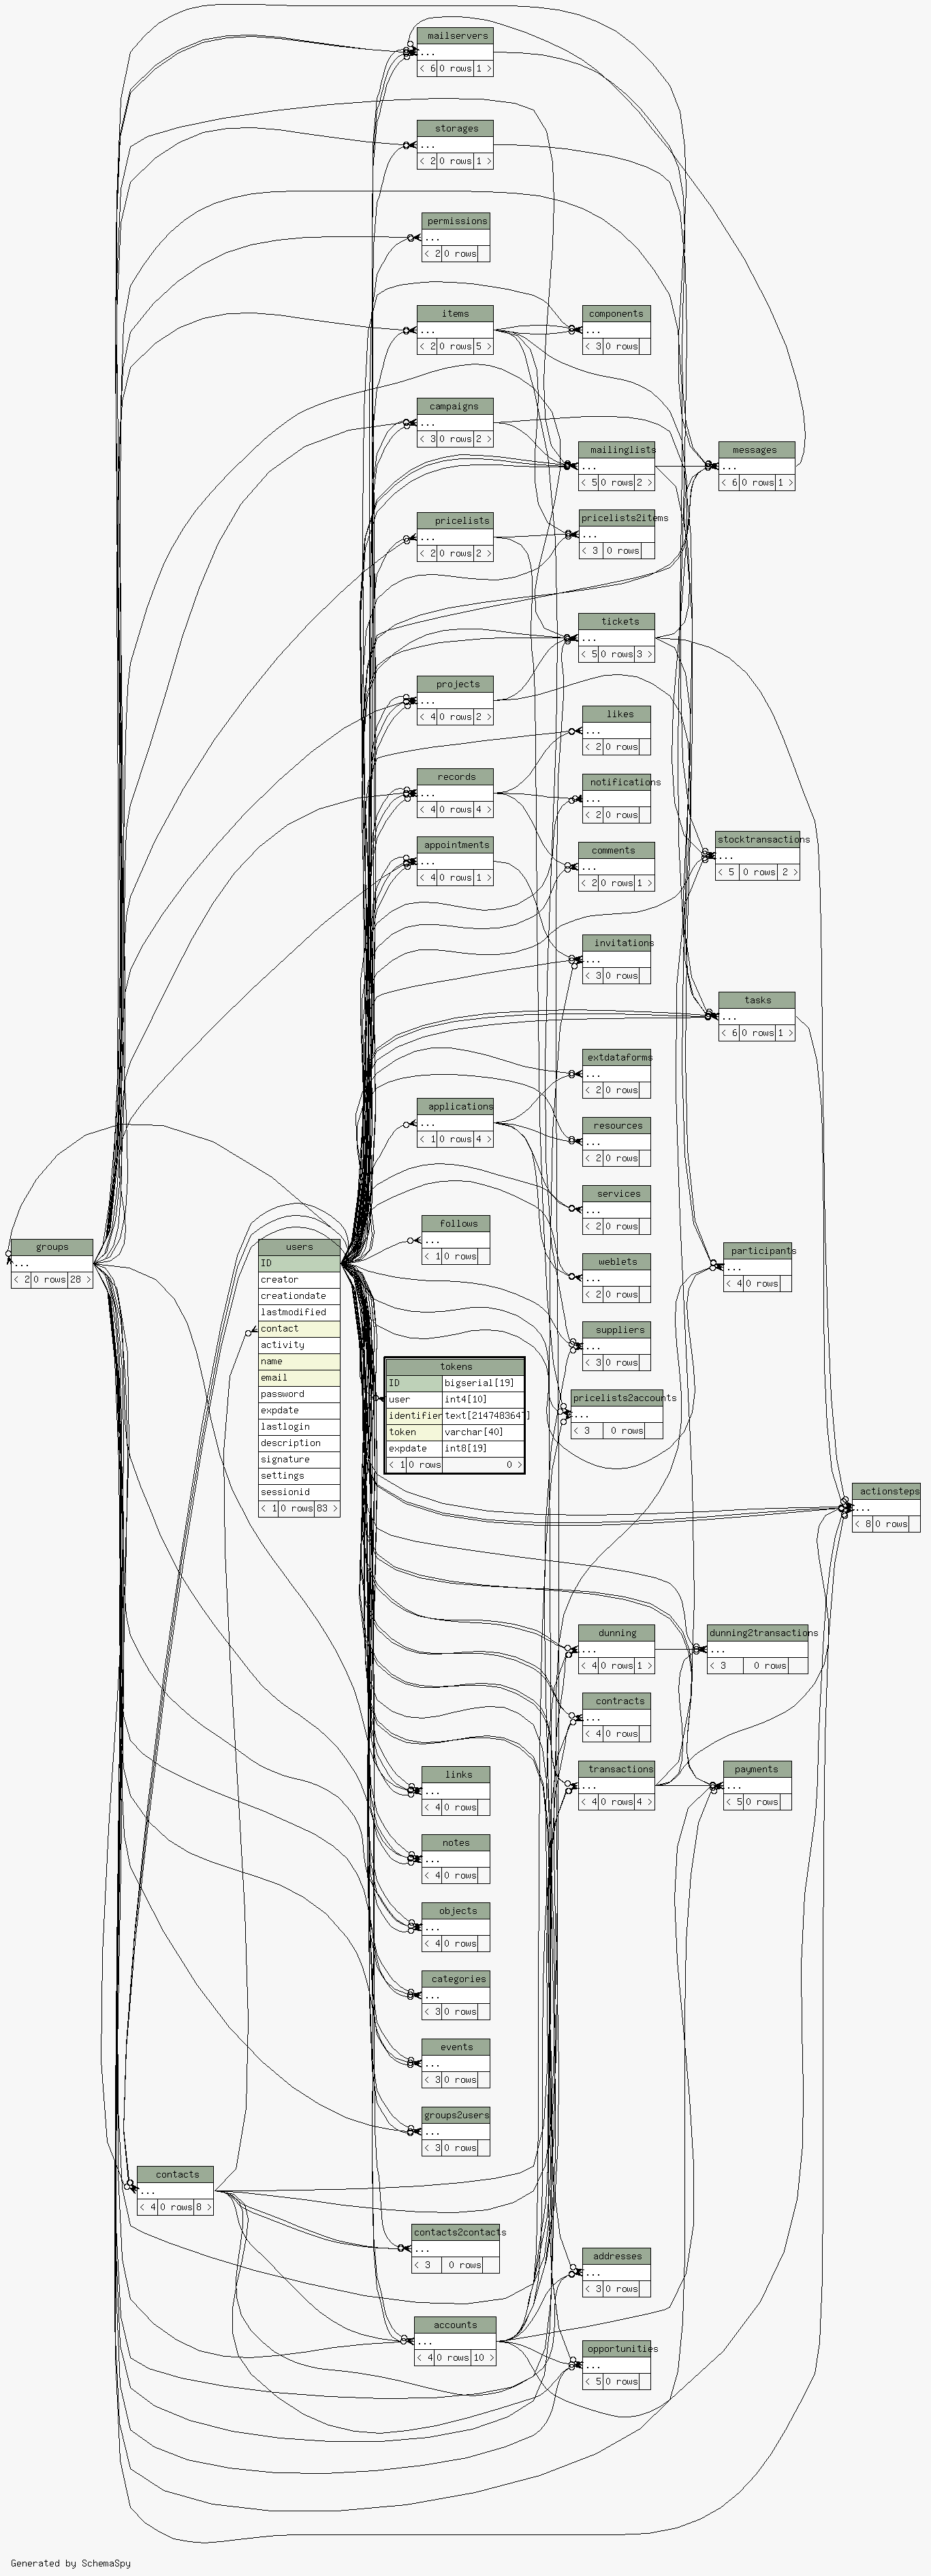 mailservers
...
< 6 0 rows 1 >
storages
...
< 2 0 rows 1 >
permissions
...
< 2 0 rows
items
...
< 2 0 rows 5 >
components
...
< 3 0 rows
campaigns
...
< 3 0 rows 2 >
mailinglists
...
< 5 0 rows 2 >
messages
...
< 6 0 rows 1 >
pricelists
...
< 2 0 rows 2 >
pricelists2items
...
< 3 0 rows
tickets
...
< 5 0 rows 3 >
projects
...
< 4 0 rows 2 >
likes
...
< 2 0 rows
records
...
< 4 0 rows 4 >
notifications
...
< 2 0 rows
appointments
...
< 4 0 rows 1 >
comments
...
< 2 0 rows 1 >
stocktransactions
...
< 5 0 rows 2 >
invitations
...
< 3 0 rows
tasks
...
< 6 0 rows 1 >
extdataforms
...
< 2 0 rows
applications
...
< 1 0 rows 4 >
resources
...
< 2 0 rows
services
...
< 2 0 rows
follows
...
< 1 0 rows
weblets
...
< 2 0 rows
participants
...
< 4 0 rows
groups
...
< 2 0 rows 28 >
users
ID
creator
creationdate
lastmodified
contact
activity
name
email
password
expdate
lastlogin
description
signature
settings
sessionid
< 1 0 rows 83 >
suppliers
...
< 3 0 rows
tokens
ID bigserial[19]
user int4[10]
identifier text[2147483647]
token varchar[40]
expdate int8[19]
< 1 0 rows 0 >
pricelists2accounts
...
< 3 0 rows
actionsteps
...
< 8 0 rows
dunning
...
< 4 0 rows 1 >
dunning2transactions
...
< 3 0 rows
contracts
...
< 4 0 rows
transactions
...
< 4 0 rows 4 >
payments
...
< 5 0 rows
links
...
< 4 0 rows
notes
...
< 4 0 rows
objects
...
< 4 0 rows
categories
...
< 3 0 rows
events
...
< 3 0 rows
groups2users
...
< 3 0 rows
contacts
...
< 4 0 rows 8 >
contacts2contacts
...
< 3 0 rows
addresses
...
< 3 0 rows
accounts
...
< 4 0 rows 10 >
opportunities
...
< 5 0 rows
Generated by SchemaSpy